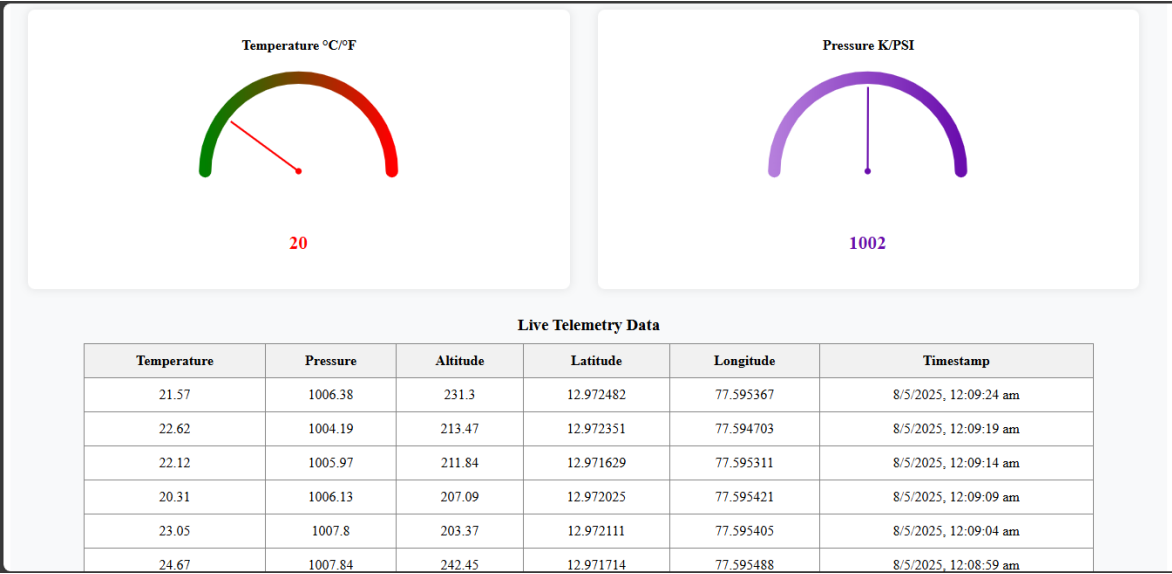 Temperature °C/°F
20
Pressure K/PSI
1002
Live Telemetry Data
Temperature Pressure Altitude Latitude Longitude Timestamp
21.57 1006.38 231.3 12.972482 77.595367 8/5/2025, 12:09:24 am
22.62 1004.19 213.47 12.972351 77.594703 8/5/2025, 12:09:19 am
22.12 1005.97 211.84 12.971629 77.595311 8/5/2025, 12:09:14 am
20.31 1006.13 207.09 12.972025 77.595421 8/5/2025, 12:09:09 am
23.05 1007.8 203.37 12.972111 77.595405 8/5/2025, 12:09:04 am
24.67 1007.84 242.45 12.971714 77.595488 8/5/2025, 12:08:59 am